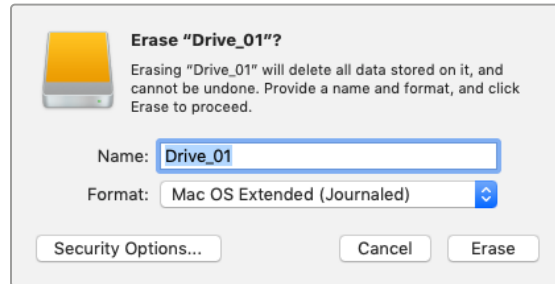 Erase “Drive_01”?
Erasing “Drive_01” will delete all data stored on it, and
cannot be undone. Provide a name and format, and click
Erase to proceed.
Name: Drive_01
Format: Mac OS Extended (Journaled)
Security Options... Cancel Erase